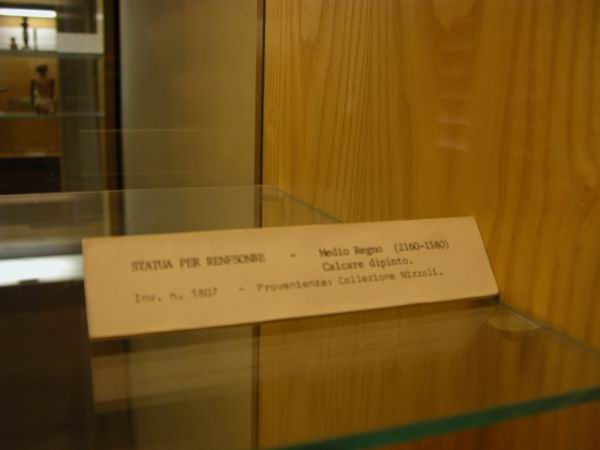 STATUA PER RENFSONBE - Medio Regno (2160-1580)
Calcare dipinto.
Inv. n. 1807 - Provenienza: Collezione Nizzoli.